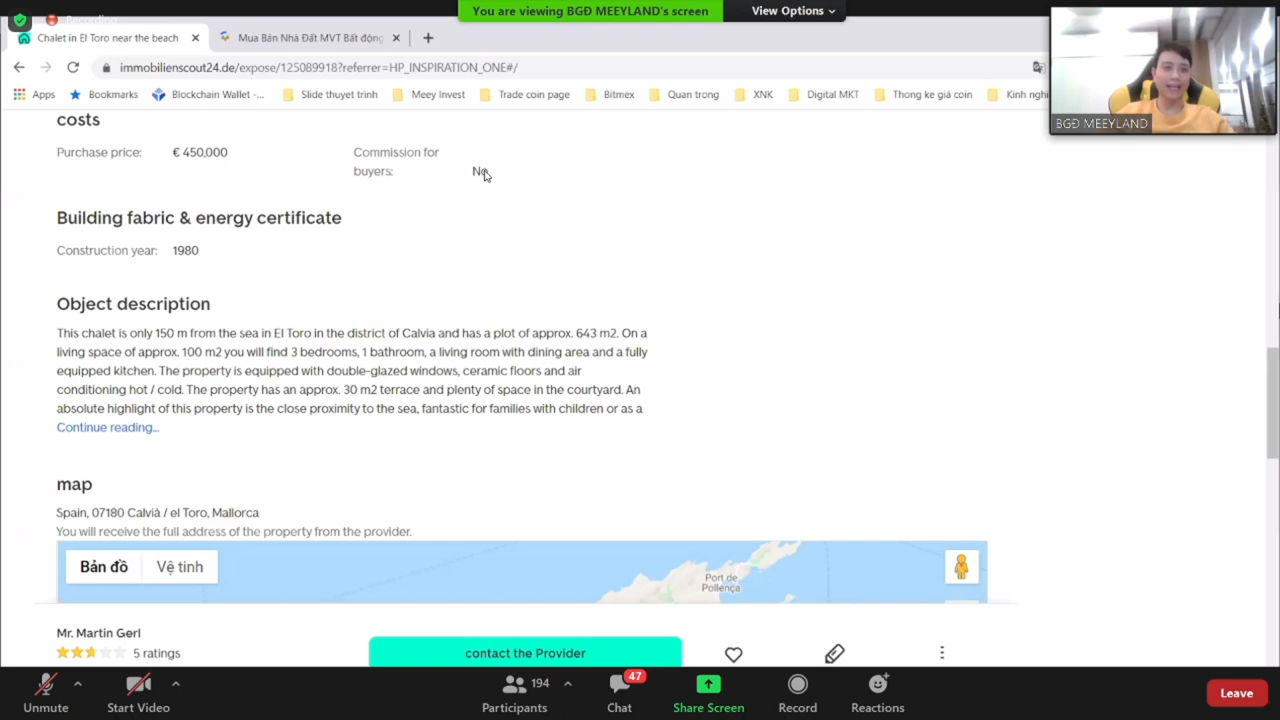 You are viewing BGĐ MEEYLAND's screen
View Options
Recording
Chalet in El Toro near the beach
Mua Bán Nhà Đất MVT Bất động
immobilienscout24.de/expose/125089918?referrer=HP_INSPIRATION_ONE#/
Apps
Bookmarks
Blockchain Wallet -...
Slide thuyet trinh
Meey Invest
Trade coin page
Bitmex
Quan trong
XNK
Digital MKT
Thong ke giá coin
Kinh nghi
BGĐ MEEYLAND
costs
Purchase price: € 450,000
Commission for
buyers: No
Building fabric & energy certificate
Construction year: 1980
Object description
This chalet is only 150 m from the sea in El Toro in the district of Calvia and has a plot of approx. 643 m2. On a
living space of approx. 100 m2 you will find 3 bedrooms, 1 bathroom, a living room with dining area and a fully
equipped kitchen. The property is equipped with double-glazed windows, ceramic floors and air
conditioning hot / cold. The property has an approx. 30 m2 terrace and plenty of space in the courtyard. An
absolute highlight of this property is the close proximity to the sea, fantastic for families with children or as a
Continue reading...
map
Spain, 07180 Calviá / el Toro, Mallorca
You will receive the full address of the property from the provider.
Bản đồ
Vệ tinh
Port de
Pollença
Mr. Martin Gerl
5 ratings
contact the Provider
Unmute
Start Video
194
Participants
47
Chat
Share Screen
Record
Reactions
Leave